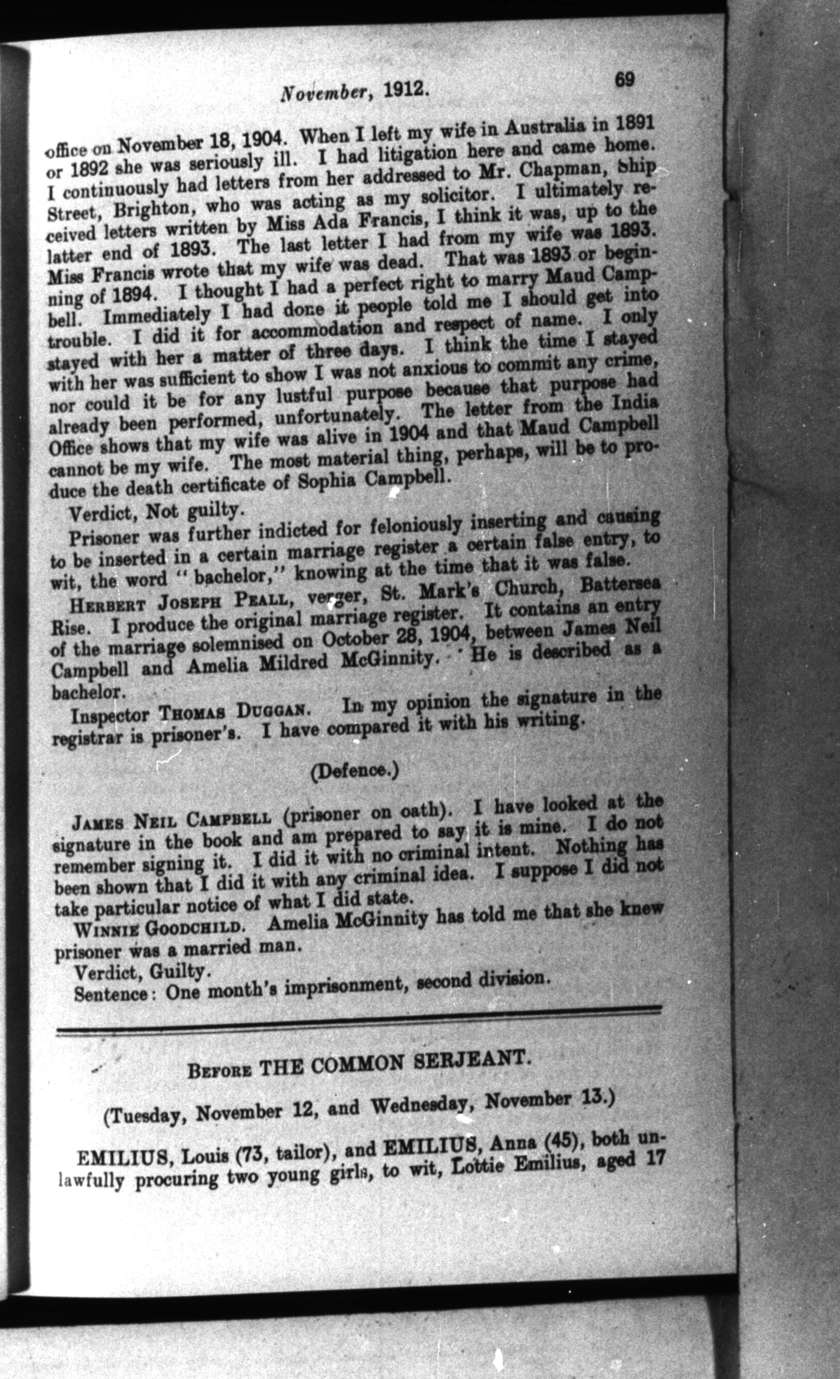 November, 1912. 69
office on November 18, 1904. When I left my wife in Australia in 1891
or 1892 she was seriously ill. I had litigation here and came home.
I continuously had letters from her addressed to Mr. Chapman, Ship
Street, Brighton, who was acting as my solicitor. I ultimately re-
ceived letters written by Miss Ada Francis, I think it was, up to the
latter end of 1893. The last letter I had from my wife was 1893.
Miss Francis wrote that my wife was dead. That was 1893 or begin-
ning of 1894. I thought I had a perfect right to marry Maud Camp-
bell. Immediately I had done it people told me I should get into
trouble. I did it for accommodation and respect of name. I only
stayed with her a matter of three days. I think the time I stayed
with her was sufficient to show I was not anxious to commit any crime,
nor could it be for any lustful purpose because that purpose had
already been performed, unfortunately. The letter from the India
Office shows that my wife was alive in 1904 and that Maud Campbell
cannot be my wife. The most material thing, perhaps, will be to pro-
duce the death certificate of Sophia Campbell.
Verdict, Not guilty.
Prisoner was further indicted for feloniously inserting and causing
to be inserted in a certain marriage register a certain false entry, to
wit, the word " bachelor," knowing at the time that it was false.
HERBERT JOSEPH PEALL, verger, St. Mark's Church, Battersea
Rise. I produce the original marriage register. It contains an entry
of the marriage solemnised on October 28, 1904, between James Neil
Campbell and Amelia Mildred McGinnity. He is described as a
bachelor.
Inspector THOMAS DUGGAN. In my opinion the signature in the
registrar is prisoner's. I have compared it with his writing.
(Defence.)
JAMES NEIL CAMPBELL (prisoner on oath). I have looked at the
signature in the book and am prepared to say it is mine. I do not
remember signing it. I did it with no criminal intent. Nothing has
been shown that I did it with any criminal idea. I suppose I did not
take particular notice of what I did state.
WINNIE GOODCHILD. Amelia McGinnity has told me that she knew
prisoner was a married man.
Verdict, Guilty.
Sentence: One month's imprisonment, second division.
BEFORE THE COMMON SERJEANT.
(Tuesday, November 12, and Wednesday, November 13.)
EMILIUS, Louis (73, tailor), and EMILIUS, Anna (45), both un-
lawfully procuring two young girls, to wit, Lottie Emilius, aged 17